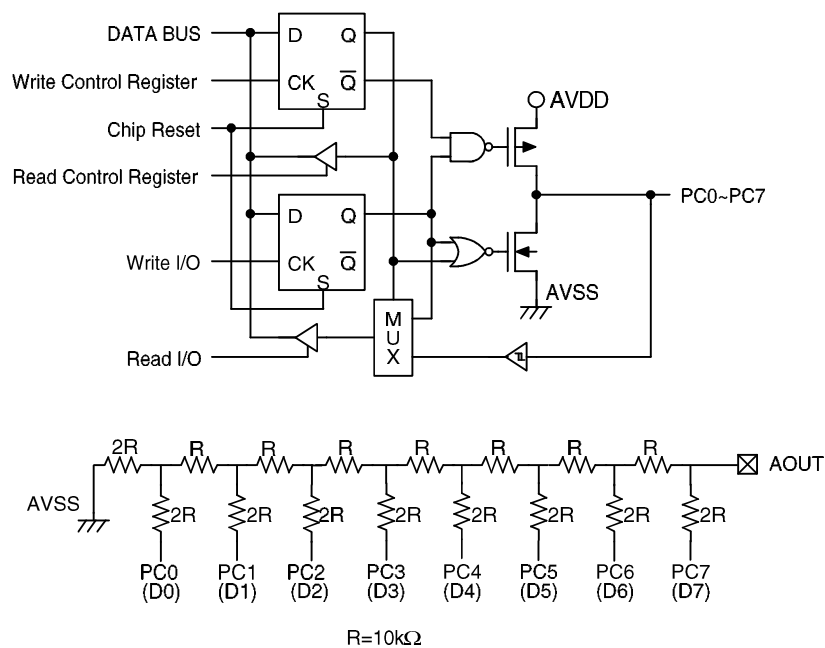 DATA BUS
D Q
Write Control Register
CK Q̅
S
AVDD
Chip Reset
Read Control Register
PC0~PC7
D Q
Write I/O
CK Q̅
S
AVSS
M
U
X
Read I/O
2R R R R R R R R
AOUT
AVSS
2R 2R 2R 2R 2R 2R 2R 2R
PC0 PC1 PC2 PC3 PC4 PC5 PC6 PC7
(D0) (D1) (D2) (D3) (D4) (D5) (D6) (D7)
R=10kΩ